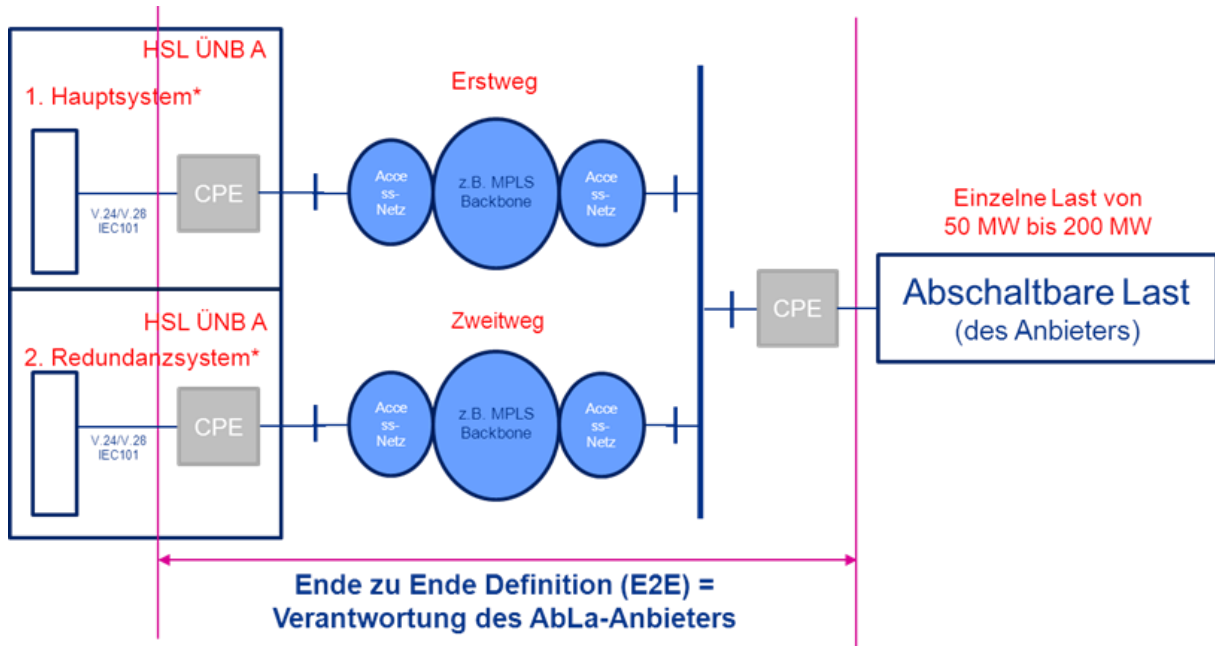 HSL ÜNB A
1. Hauptsystem*
V.24/V.28
IEC101
CPE
Erstweg
Acce
ss-
Netz
z.B. MPLS
Backbone
Acce
ss-
Netz
HSL ÜNB A
2. Redundanzsystem*
V.24/V.28
IEC101
CPE
Zweitweg
Acce
ss-
Netz
z.B. MPLS
Backbone
Acce
ss-
Netz
CPE
Einzelne Last von
50 MW bis 200 MW
Abschaltbare Last
(des Anbieters)
Ende zu Ende Definition (E2E) =
Verantwortung des AbLa-Anbieters